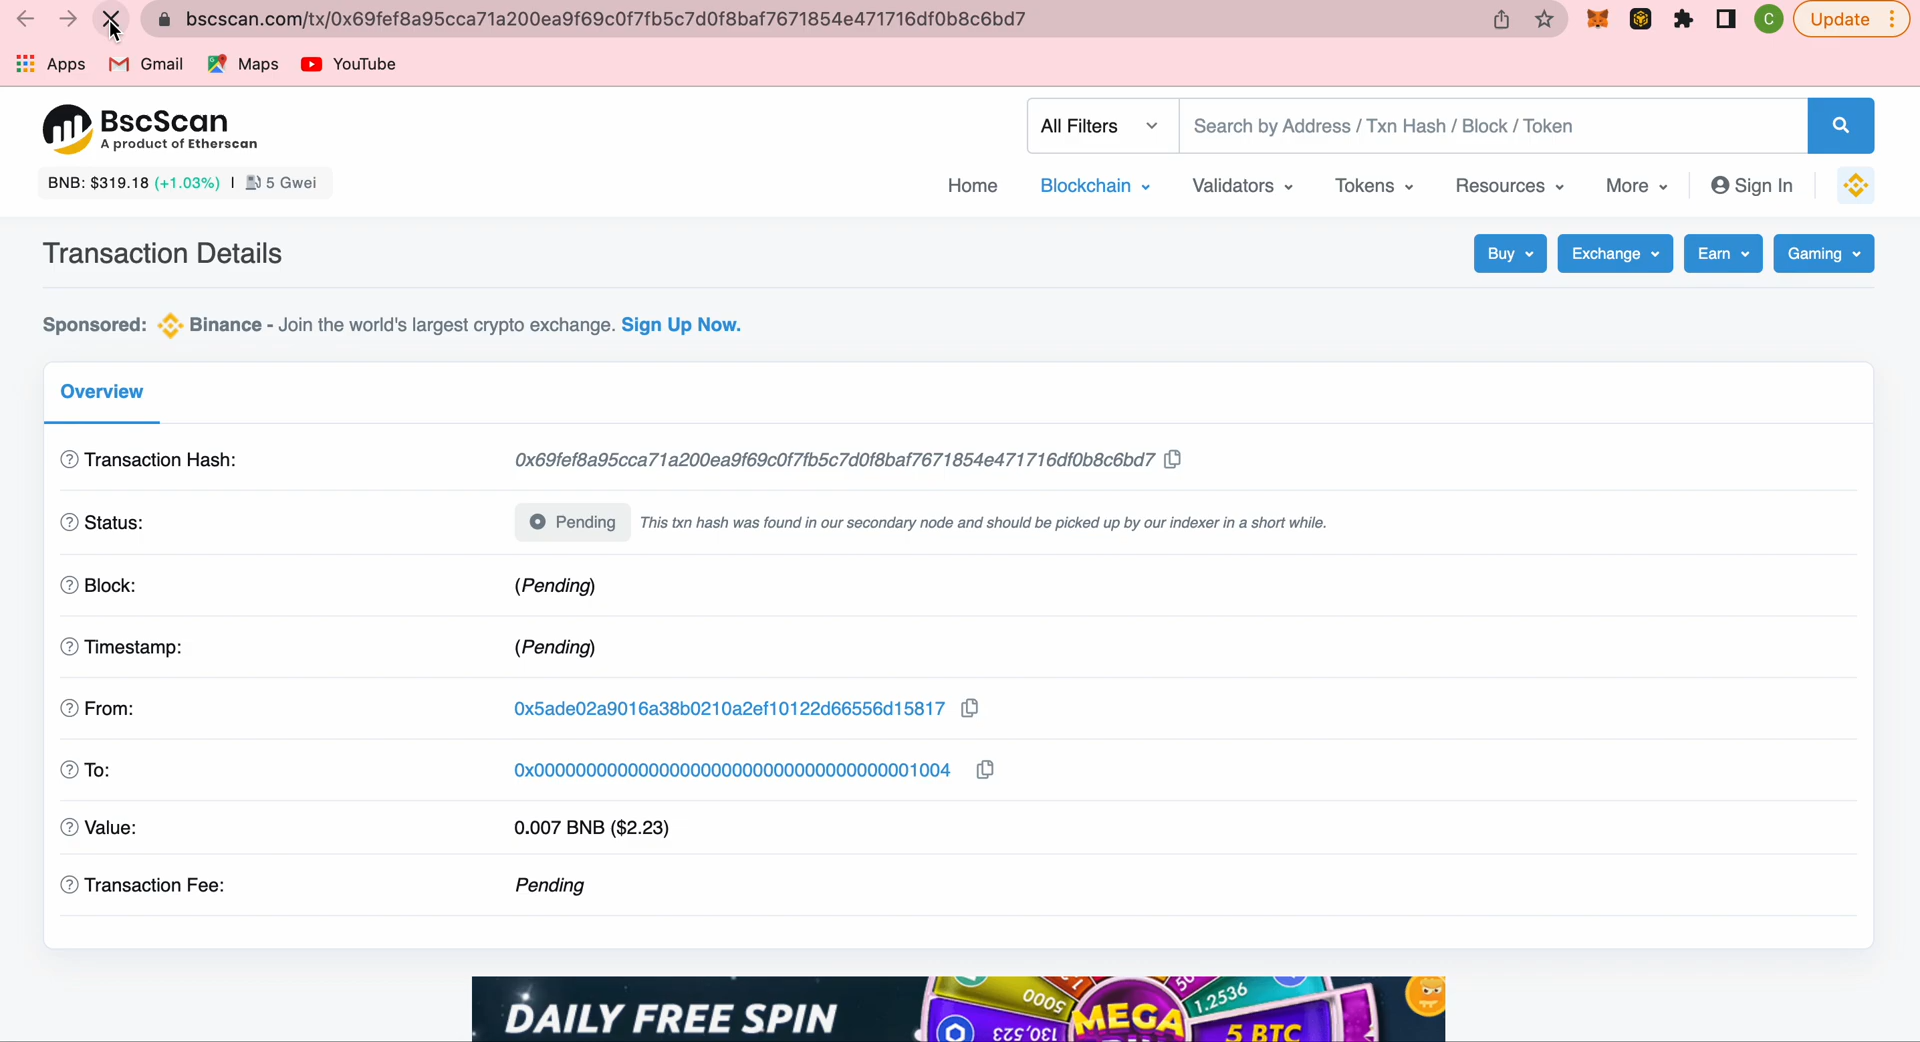 bscscan.com/tx/0x69fef8a95cca71a200ea9f69c0f7fb5c7d0f8baf7671854e471716df0b8c6bd7
C
Update
Apps
Gmail
Maps
YouTube
BscScan
A product of Etherscan
All Filters
Search by Address / Txn Hash / Block / Token
BNB: $319.18 (+1.03%) | 5 Gwei
Home
Blockchain
Validators
Tokens
Resources
More
Sign In
Transaction Details
Buy
Exchange
Earn
Gaming
Sponsored: Binance - Join the world's largest crypto exchange. Sign Up Now.
Overview
Transaction Hash:
0x69fef8a95cca71a200ea9f69c0f7fb5c7d0f8baf7671854e471716df0b8c6bd7
Status:
Pending
This txn hash was found in our secondary node and should be picked up by our indexer in a short while.
Block:
(Pending)
Timestamp:
(Pending)
From:
0x5ade02a9016a38b0210a2ef10122d66556d15817
To:
0x0000000000000000000000000000000000001004
Value:
0.007 BNB ($2.23)
Transaction Fee:
Pending
DAILY FREE SPIN
5000
1.2536
MEGA
130,523
5 BTC